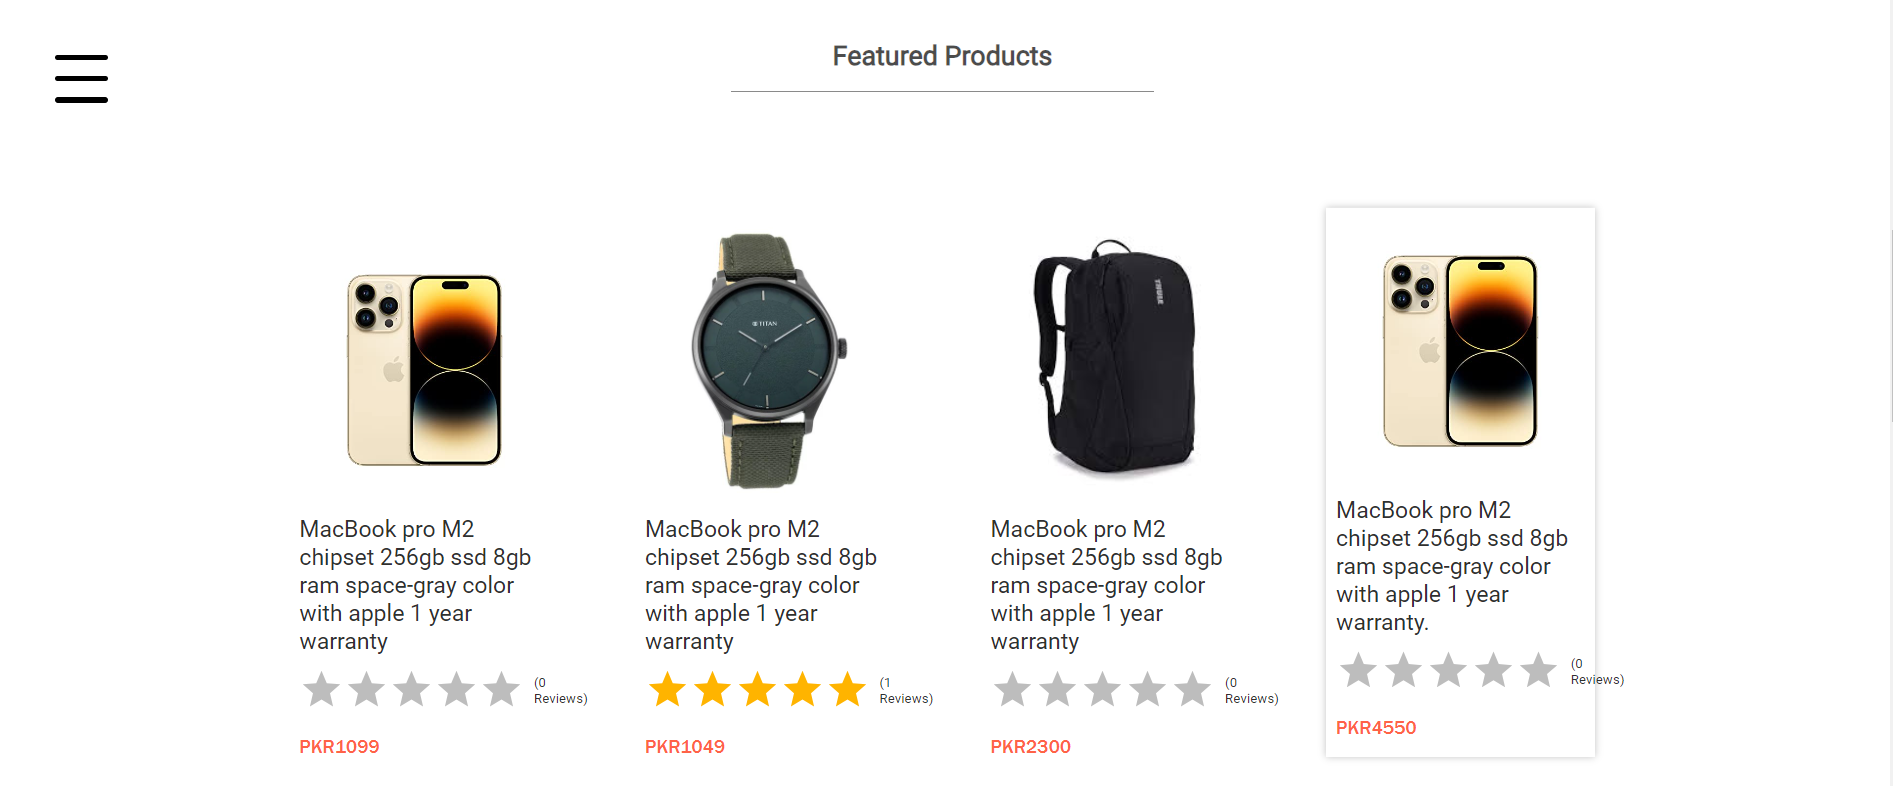 Featured Products
TITAN
THULE
MacBook pro M2
chipset 256gb ssd 8gb
ram space-gray color
with apple 1 year
warranty
(0
Reviews)
PKR1099
MacBook pro M2
chipset 256gb ssd 8gb
ram space-gray color
with apple 1 year
warranty
(1
Reviews)
PKR1049
MacBook pro M2
chipset 256gb ssd 8gb
ram space-gray color
with apple 1 year
warranty
(0
Reviews)
PKR2300
MacBook pro M2
chipset 256gb ssd 8gb
ram space-gray color
with apple 1 year
warranty.
(0
Reviews)
PKR4550